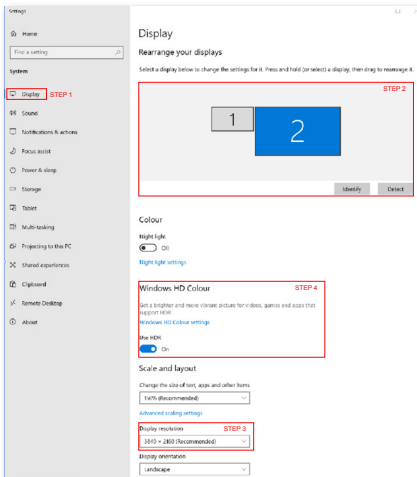 Settings
Home
Find a setting
System
Display STEP 1
Sound
Notifications & actions
Focus assist
Power & sleep
Storage
Tablet
Multi-tasking
Projecting to this PC
Shared experiences
Clipboard
Remote Desktop
About
Display
Rearrange your displays
Select a display below to change the settings for it. Press and hold (or select) a display, then drag to rearrange it.
STEP 2
1
2
Identify Detect
Colour
Night light
Off
Night light settings
Windows HD Colour STEP 4
Get a brighter and more vibrant picture for videos, games and apps that
support HDR.
Windows HD Colour settings
Use HDR
On
Scale and layout
Change the size of text, apps and other items
(Recommended)
Advanced scaling settings
Display resolution STEP 3
3840 × 2160 (Recommended)
Display orientation
Landscape